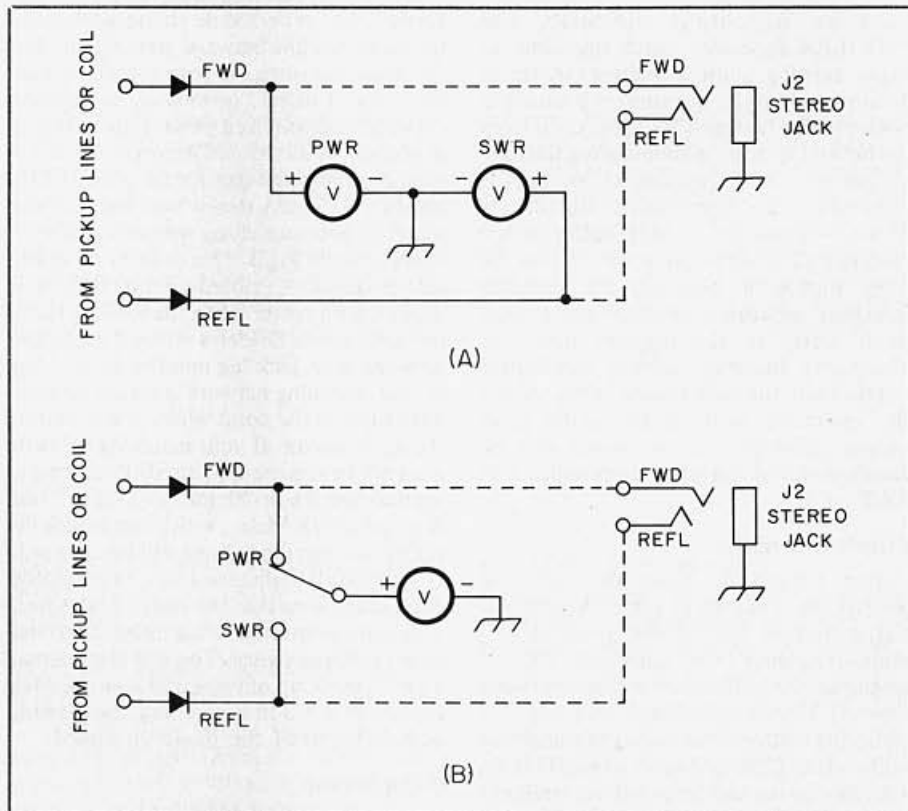 FROM PICKUP LINES OR COIL
FWD
FWD
REFL
J2
STEREO
JACK
PWR
SWR
+ V -
V +
REFL
(A)
FROM PICKUP LINES OR COIL
FWD
FWD
REFL
J2
STEREO
JACK
PWR
+ V -
SWR
REFL
(B)